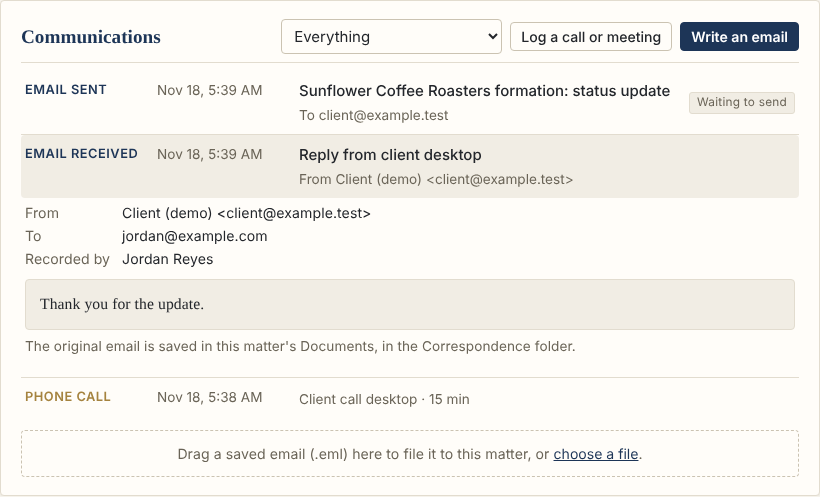 Communications
Everything
Log a call or meeting
Write an email
EMAIL SENT
Nov 18, 5:39 AM
Sunflower Coffee Roasters formation: status update
To client@example.test
Waiting to send
EMAIL RECEIVED
Nov 18, 5:39 AM
Reply from client desktop
From Client (demo) <client@example.test>
From Client (demo) <client@example.test>
To jordan@example.com
Recorded by Jordan Reyes
Thank you for the update.
The original email is saved in this matter's Documents, in the Correspondence folder.
PHONE CALL
Nov 18, 5:38 AM
Client call desktop · 15 min
Drag a saved email (.eml) here to file it to this matter, or choose a file.